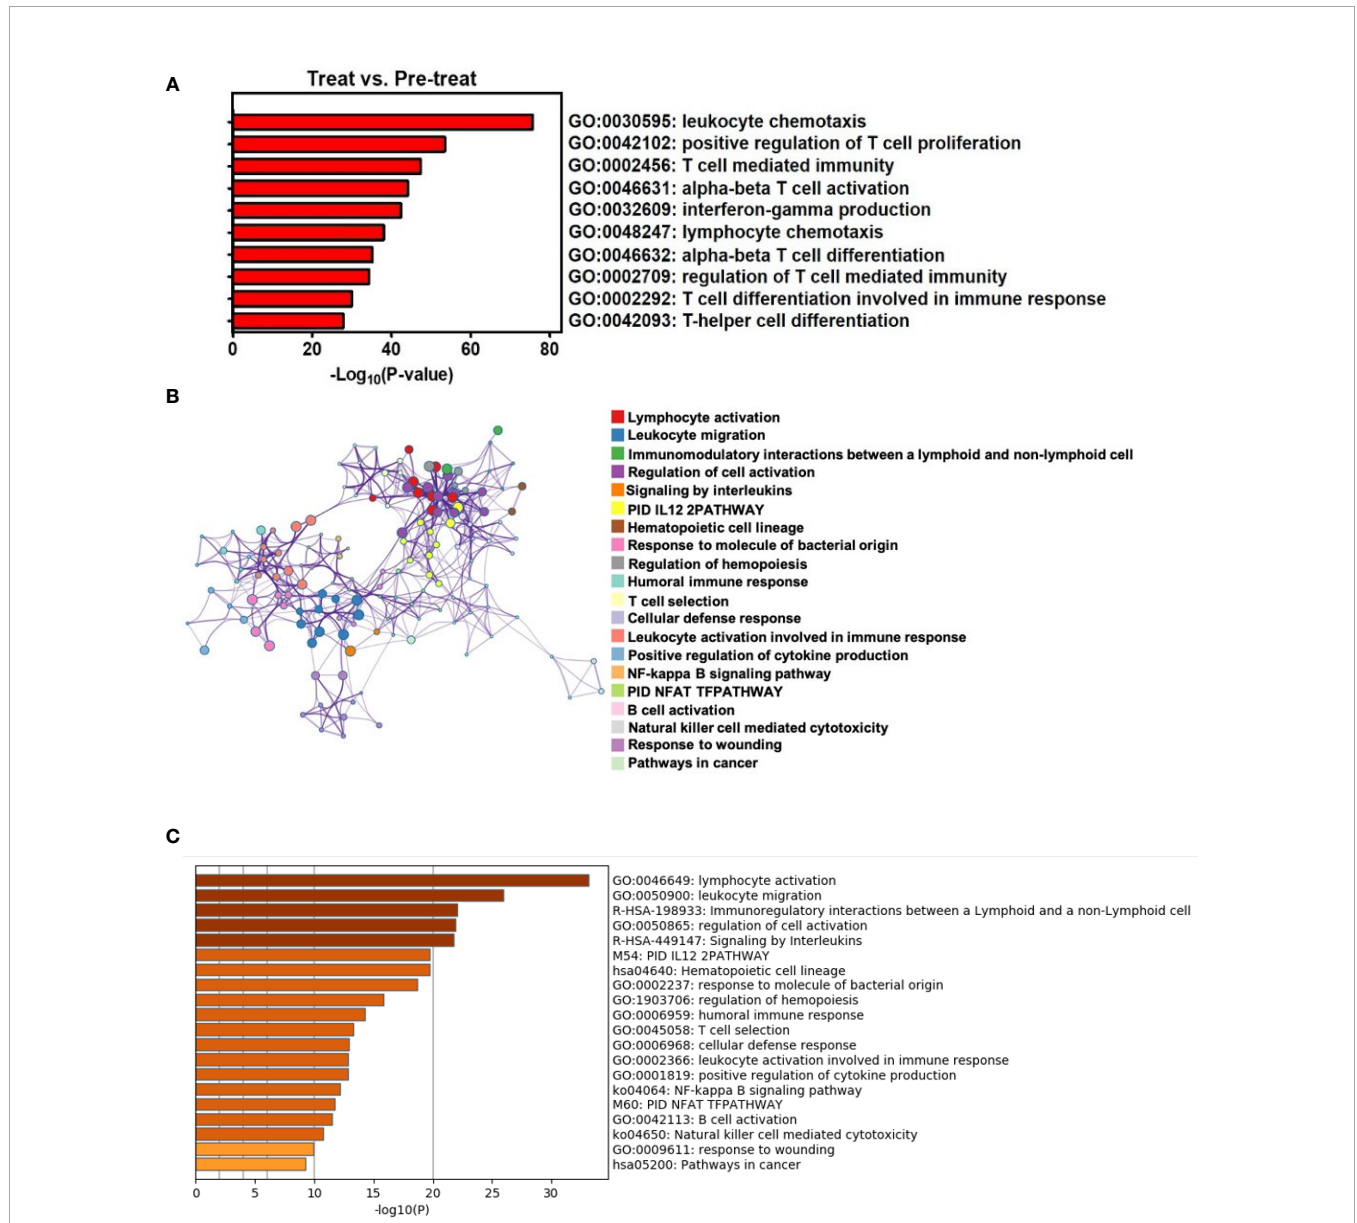 A
Treat vs. Pre-treat
GO:0030595: leukocyte chemotaxis
GO:0042102: positive regulation of T cell proliferation
GO:0002456: T cell mediated immunity
GO:0046631: alpha-beta T cell activation
GO:0032609: interferon-gamma production
GO:0048247: lymphocyte chemotaxis
GO:0046632: alpha-beta T cell differentiation
GO:0002709: regulation of T cell mediated immunity
GO:0002292: T cell differentiation involved in immune response
GO:0042093: T-helper cell differentiation
0 20 40 60 80
-Log10(P-value)
B
Lymphocyte activation
Leukocyte migration
Immunomodulatory interactions between a lymphoid and non-lymphoid cell
Regulation of cell activation
Signaling by interleukins
PID IL12 2PATHWAY
Hematopoietic cell lineage
Response to molecule of bacterial origin
Regulation of hemopoiesis
Humoral immune response
T cell selection
Cellular defense response
Leukocyte activation involved in immune response
Positive regulation of cytokine production
NF-kappa B signaling pathway
PID NFAT TFPATHWAY
B cell activation
Natural killer cell mediated cytotoxicity
Response to wounding
Pathways in cancer
C
GO:0046649: lymphocyte activation
GO:0050900: leukocyte migration
R-HSA-198933: Immunoregulatory interactions between a Lymphoid and a non-Lymphoid cell
GO:0050865: regulation of cell activation
R-HSA-449147: Signaling by Interleukins
M54: PID IL12 2PATHWAY
hsa04640: Hematopoietic cell lineage
GO:0002237: response to molecule of bacterial origin
GO:1903706: regulation of hemopoiesis
GO:0006959: humoral immune response
GO:0045058: T cell selection
GO:0006968: cellular defense response
GO:0002366: leukocyte activation involved in immune response
GO:0001819: positive regulation of cytokine production
ko04064: NF-kappa B signaling pathway
M60: PID NFAT TFPATHWAY
GO:0042113: B cell activation
ko04650: Natural killer cell mediated cytotoxicity
GO:0009611: response to wounding
hsa05200: Pathways in cancer
0 5 10 15 20 25 30
-log10(P)